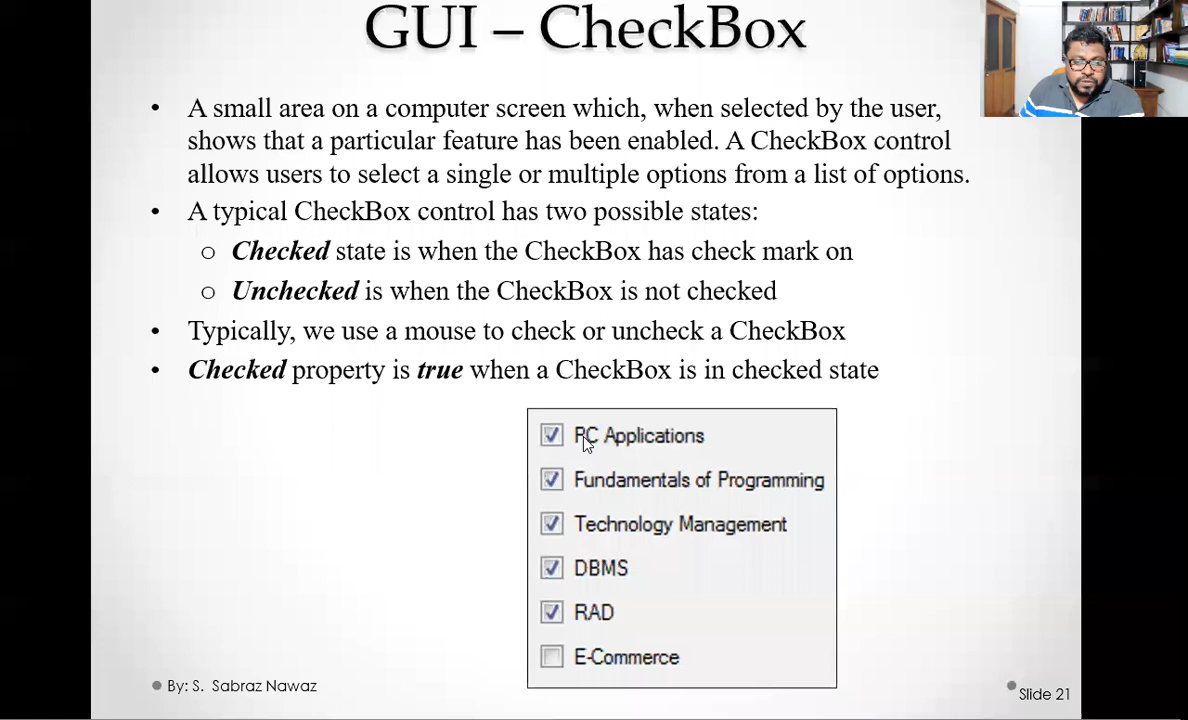 GUI – CheckBox
• A small area on a computer screen which, when selected by the user,
shows that a particular feature has been enabled. A CheckBox control
allows users to select a single or multiple options from a list of options.
• A typical CheckBox control has two possible states:
o Checked state is when the CheckBox has check mark on
o Unchecked is when the CheckBox is not checked
• Typically, we use a mouse to check or uncheck a CheckBox
• Checked property is true when a CheckBox is in checked state
PC Applications
Fundamentals of Programming
Technology Management
DBMS
RAD
E-Commerce
By: S. Sabraz Nawaz
Slide 21